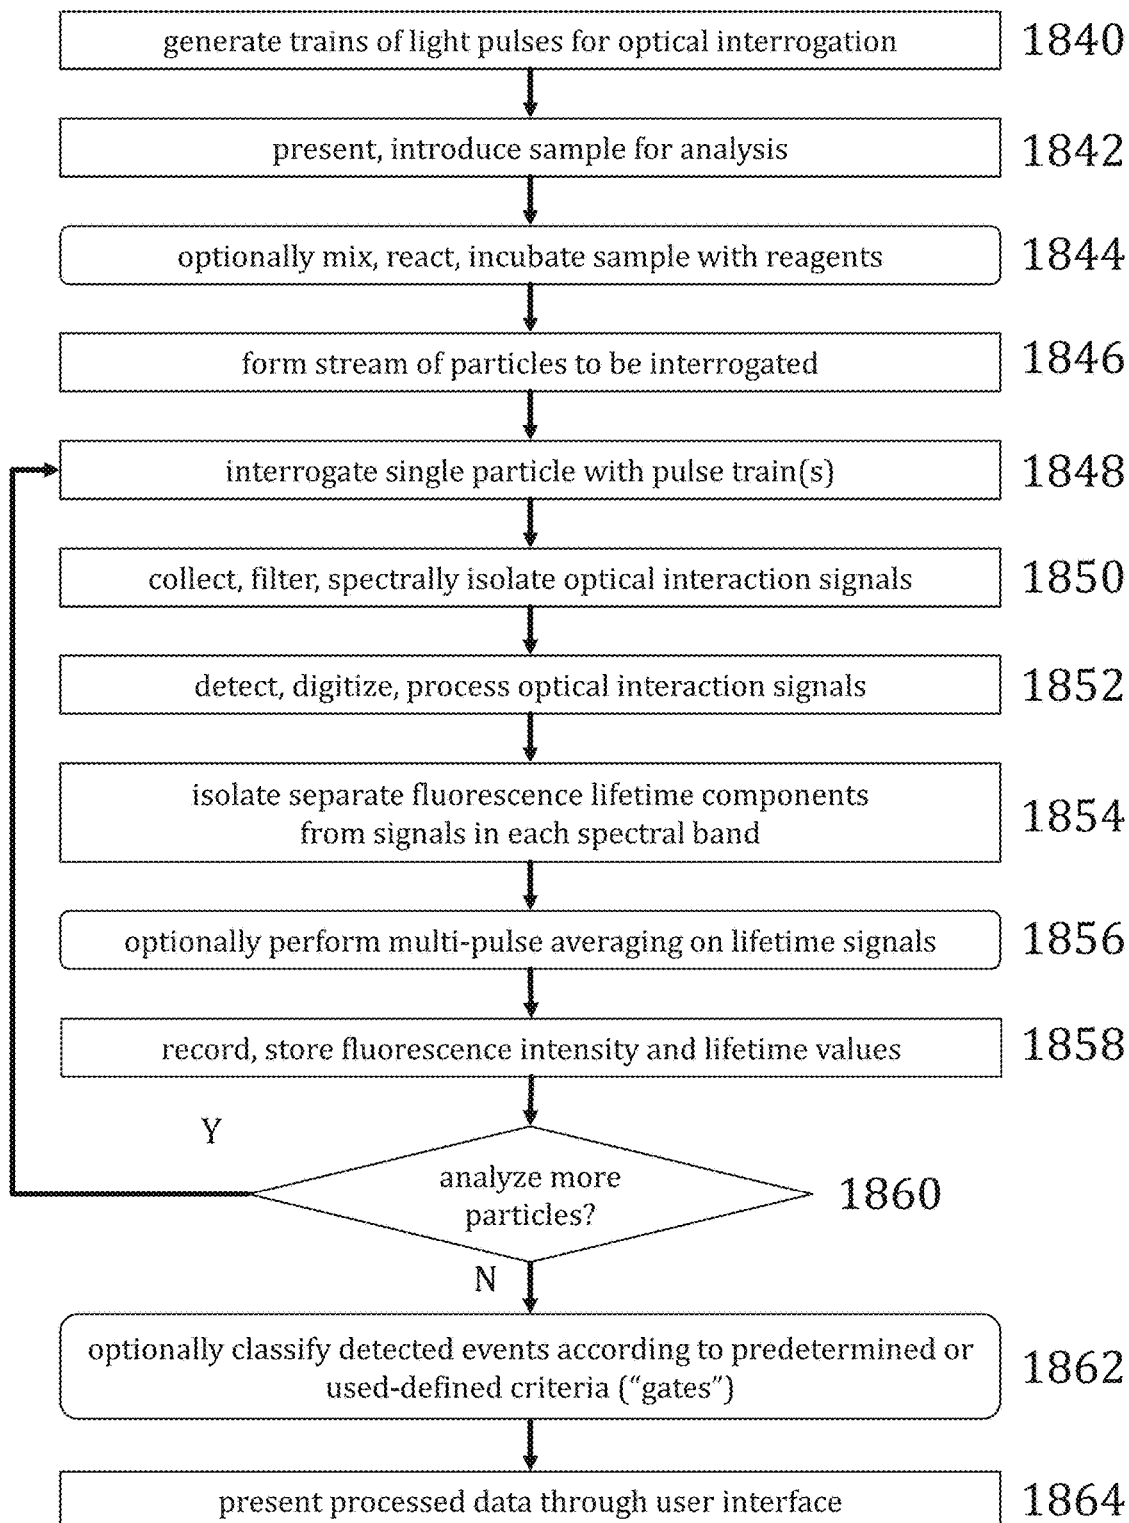 generate trains of light pulses for optical interrogation 1840
present, introduce sample for analysis 1842
optionally mix, react, incubate sample with reagents 1844
form stream of particles to be interrogated 1846
interrogate single particle with pulse train(s) 1848
collect, filter, spectrally isolate optical interaction signals 1850
detect, digitize, process optical interaction signals 1852
isolate separate fluorescence lifetime components
from signals in each spectral band
1854
optionally perform multi-pulse averaging on lifetime signals 1856
record, store fluorescence intensity and lifetime values 1858
Y
analyze more
particles?
1860
N
optionally classify detected events according to predetermined or
used-defined criteria (“gates”)
1862
present processed data through user interface 1864